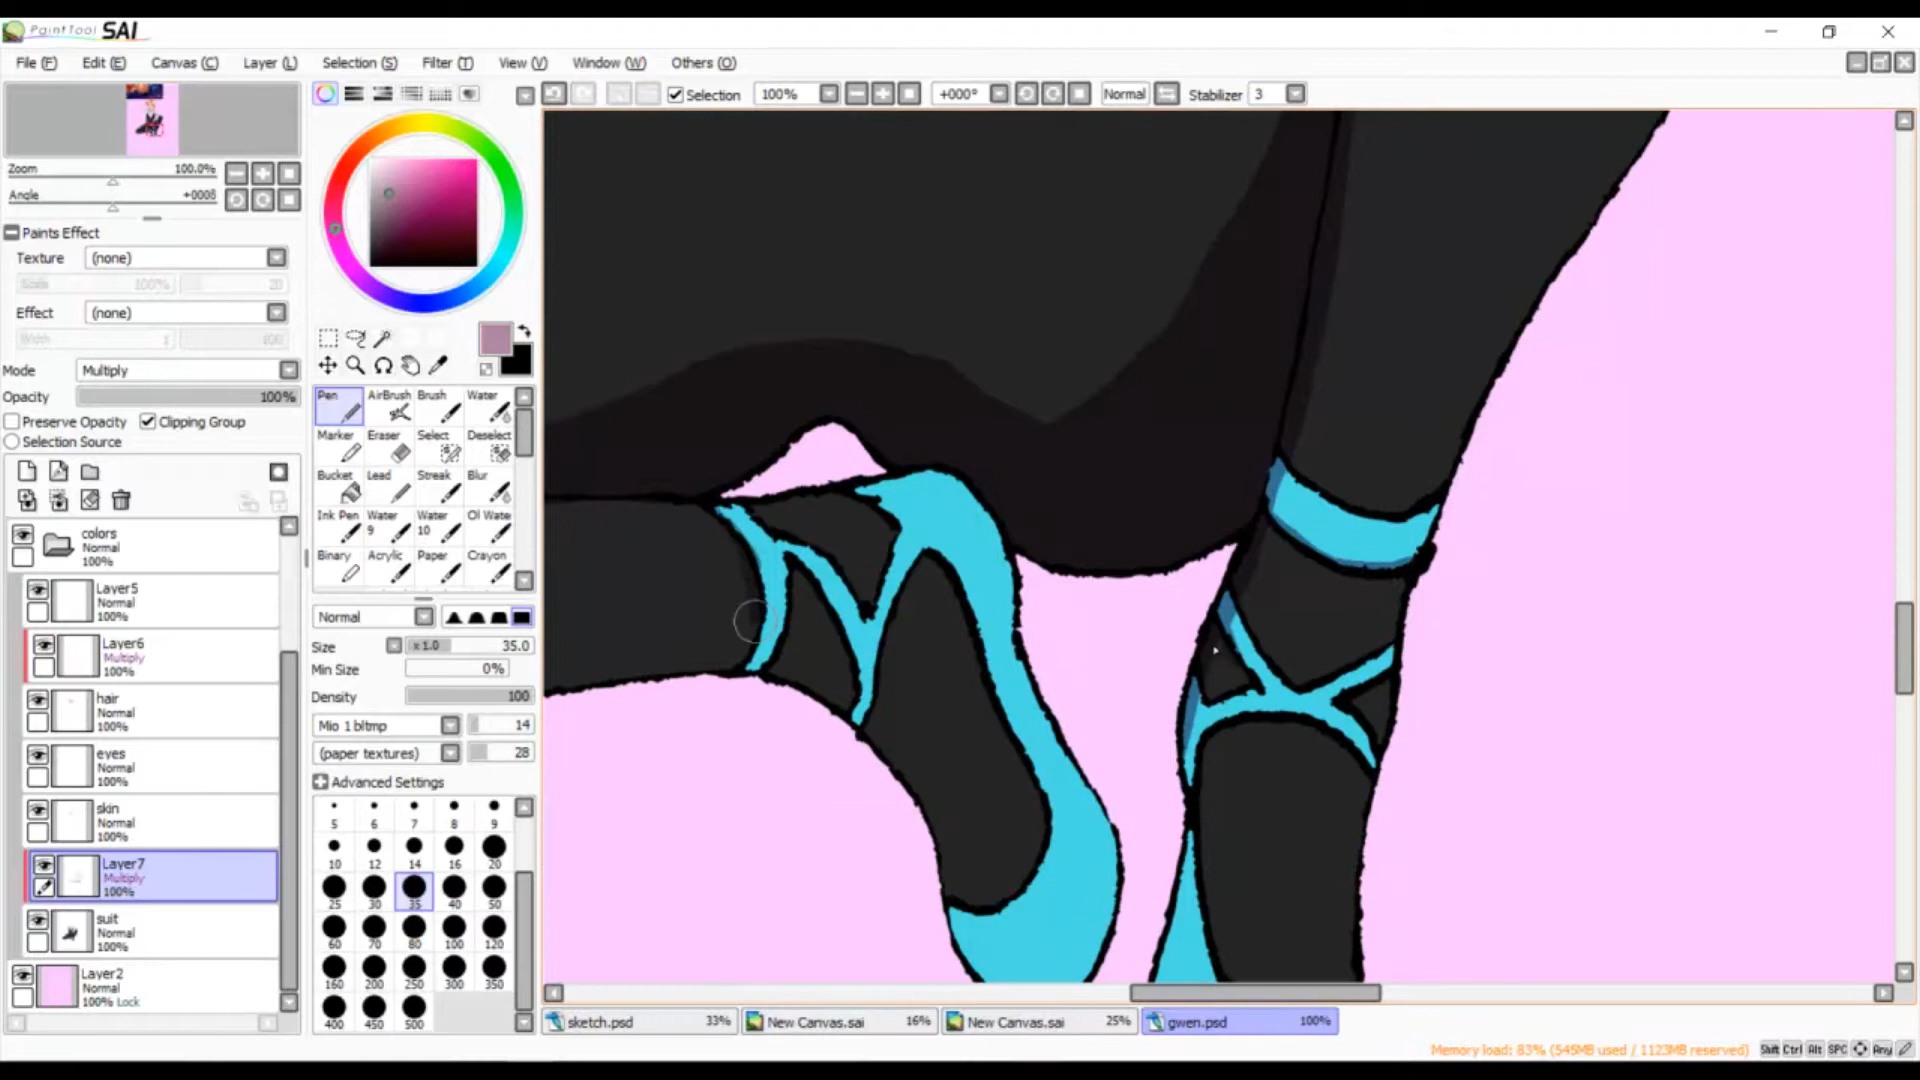 PaintTool SAI
File (F) Edit (E) Canvas (C) Layer (L) Selection (S) Filter (T) View (V) Window (W) Others (O)
Selection 100% +000° Normal Stabilizer 3
Zoom 100.0%
Angle +000§
Paints Effect
Texture (none)
Scale 100% 20
Effect (none)
Width 1 100
Mode Multiply
Opacity 100%
Preserve Opacity Clipping Group
Selection Source
colors
Normal
100%
Layer5
Normal
100%
Layer6
Multiply
100%
hair
Normal
100%
eyes
Normal
100%
skin
Normal
100%
Layer7
Multiply
100%
suit
Normal
100%
Layer2
Normal
100% Lock
Pen AirBrush Brush Water
Marker Eraser Select Deselect
Bucket Lead Streak Blur
Ink Pen Water 9 Water 10 Ol Water
Binary Acrylic Paper Crayon
Normal
Size x 1.0 35.0
Min Size 0%
Density 100
Mio 1 bltmp 14
(paper textures) 28
Advanced Settings
5 6 7 8 9
10 12 14 16 20
25 30 35 40 50
60 70 80 100 120
160 200 250 300 350
400 450 500
sketch.psd 33% New Canvas.sai 16% New Canvas.sai 25% gwen.psd 100%
Memory load: 83% (545MB used / 1123MB reserved) Shift Ctrl Alt SPC Any